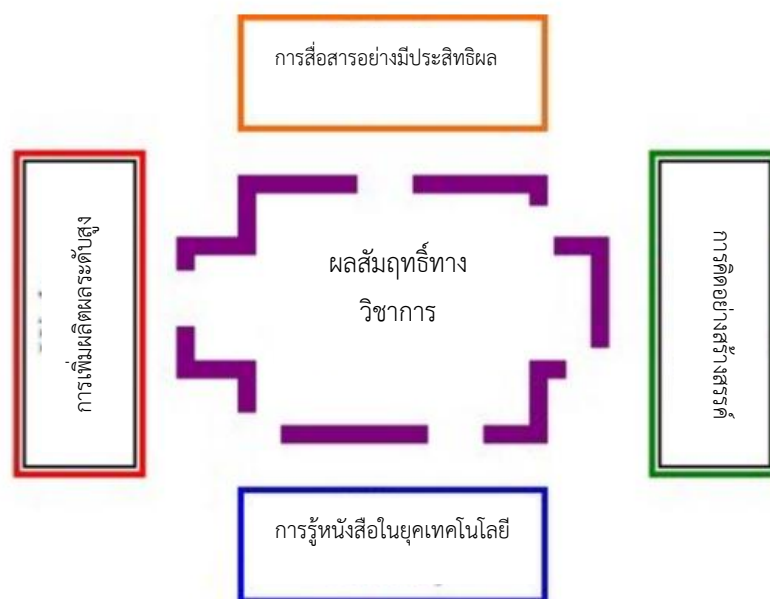 การสื่อสารอย่างมีประสิทธิผล
การเพิ่มผลิตผลระดับสูง
ผลสัมฤทธิ์ทาง
วิชาการ
การคิดอย่างสร้างสรรค์
การรู้หนังสือในยุคเทคโนโลยี